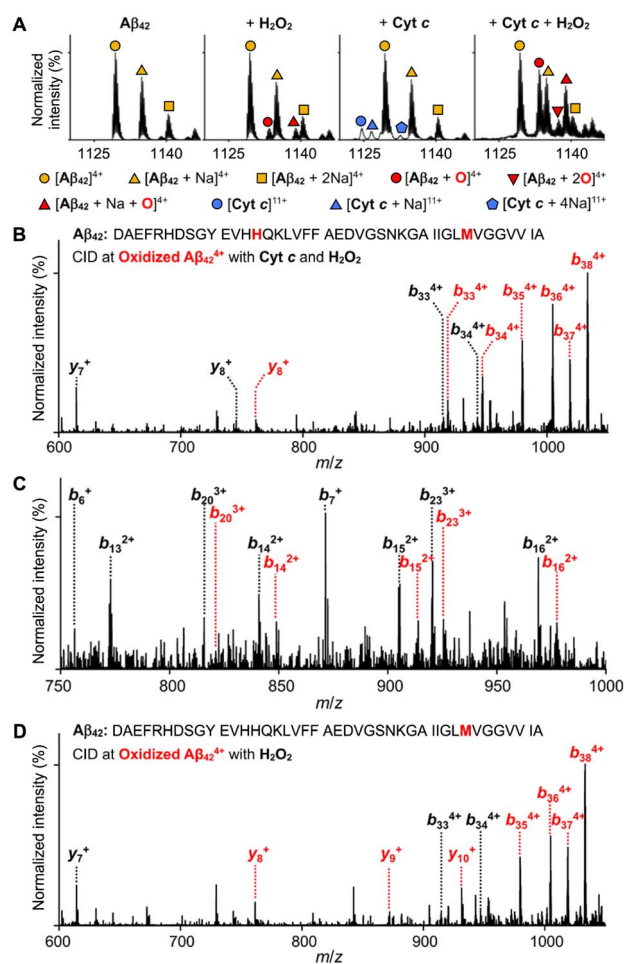 A
Aβ₄₂ + H₂O₂ + Cyt c + Cyt c + H₂O₂
Normalized intensity (%)
1125 1140 1125 1140 1125 1140 1125 1140
[Aβ₄₂]⁴⁺ [Aβ₄₂ + Na]⁴⁺ [Aβ₄₂ + 2Na]⁴⁺ [Aβ₄₂ + O]⁴⁺ [Aβ₄₂ + 2O]⁴⁺
[Aβ₄₂ + Na + O]⁴⁺ [Cyt c]¹¹⁺ [Cyt c + Na]¹¹⁺ [Cyt c + 4Na]¹¹⁺
B
Aβ₄₂: DAEFRHDSGY EVHHQKLVFF AEDVGSNKGA IIGLMVGGVV IA
CID at Oxidized Aβ₄₂⁴⁺ with Cyt c and H₂O₂
Normalized intensity (%)
y₇⁺ y₈⁺ y₈⁺ b₃₃⁴⁺ b₃₃⁴⁺ b₃₄⁴⁺ b₃₄⁴⁺ b₃₅⁴⁺ b₃₆⁴⁺ b₃₇⁴⁺ b₃₈⁴⁺
600 700 800 900 1000
m/z
C
Normalized intensity (%)
b₆⁺ b₁₃²⁺ b₂₀³⁺ b₂₀³⁺ b₁₄²⁺ b₁₄²⁺ b₇⁺ b₁₅²⁺ b₁₅²⁺ b₂₃³⁺ b₂₃³⁺ b₁₆²⁺ b₁₆²⁺
750 800 850 900 950 1000
m/z
D
Aβ₄₂: DAEFRHDSGY EVHHQKLVFF AEDVGSNKGA IIGLMVGGVV IA
CID at Oxidized Aβ₄₂⁴⁺ with H₂O₂
Normalized intensity (%)
y₇⁺ y₈⁺ y₉⁺ b₃₃⁴⁺ y₁₀⁺ b₃₄⁴⁺ b₃₅⁴⁺ b₃₆⁴⁺ b₃₇⁴⁺ b₃₈⁴⁺
600 700 800 900 1000
m/z